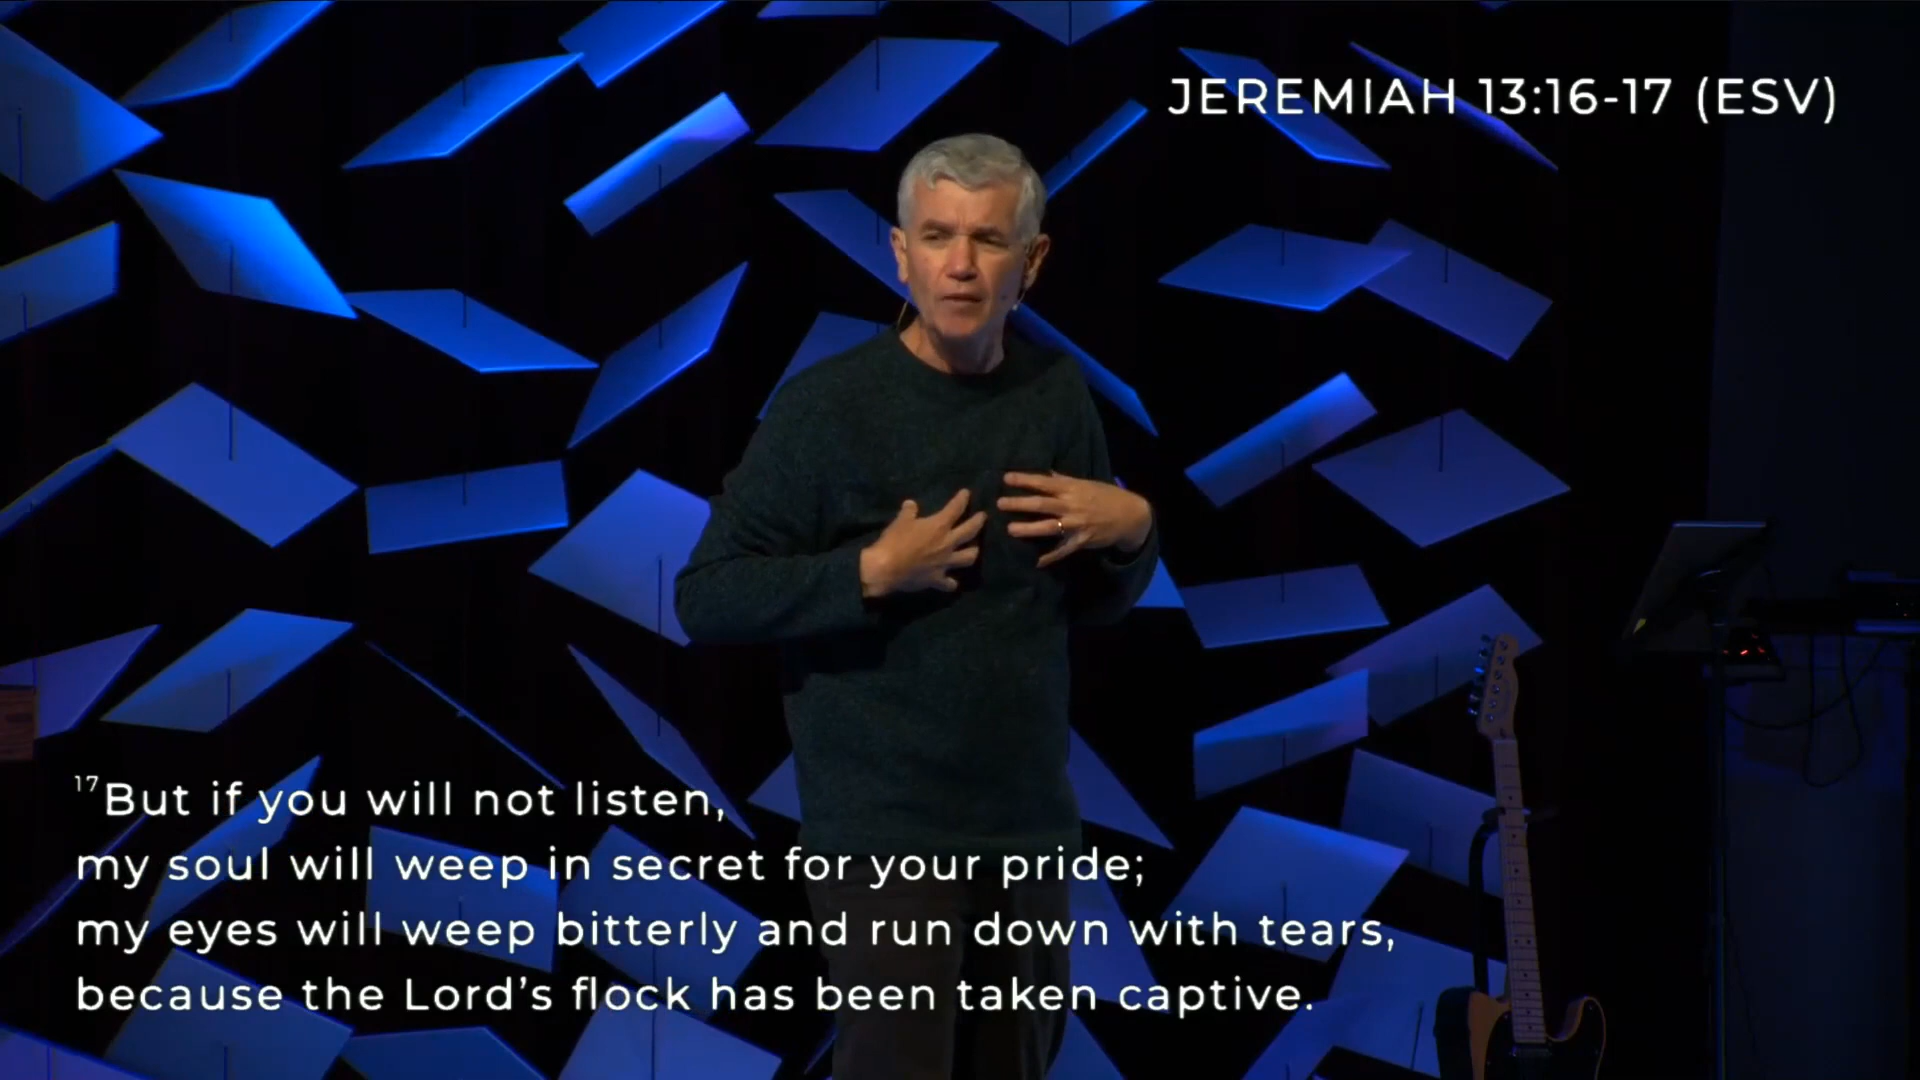 JEREMIAH 13:16-17 (ESV)
17But if you will not listen,
my soul will weep in secret for your pride;
my eyes will weep bitterly and run down with tears,
because the Lord’s flock has been taken captive.